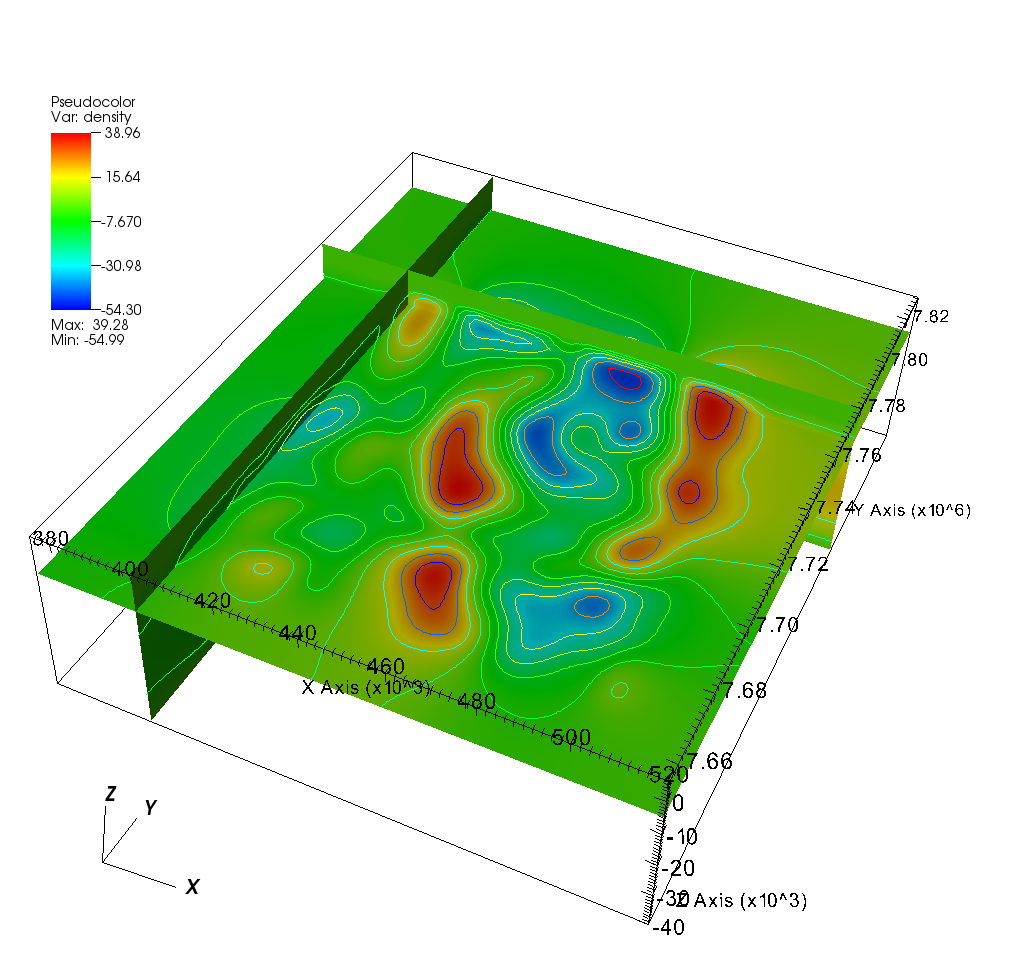 Pseudocolor
Var: density
38.96
15.64
-7.670
-30.98
-54.30
Max: 39.28
Min: -54.99
7.82
7.80
7.78
7.76
7.74
Y Axis (x10^6)
7.72
7.70
7.68
7.66
380
400
420
440
460
X Axis (x10^3)
480
500
520
0
-10
-20
-30
Z Axis (x10^3)
-40
Z
Y
X